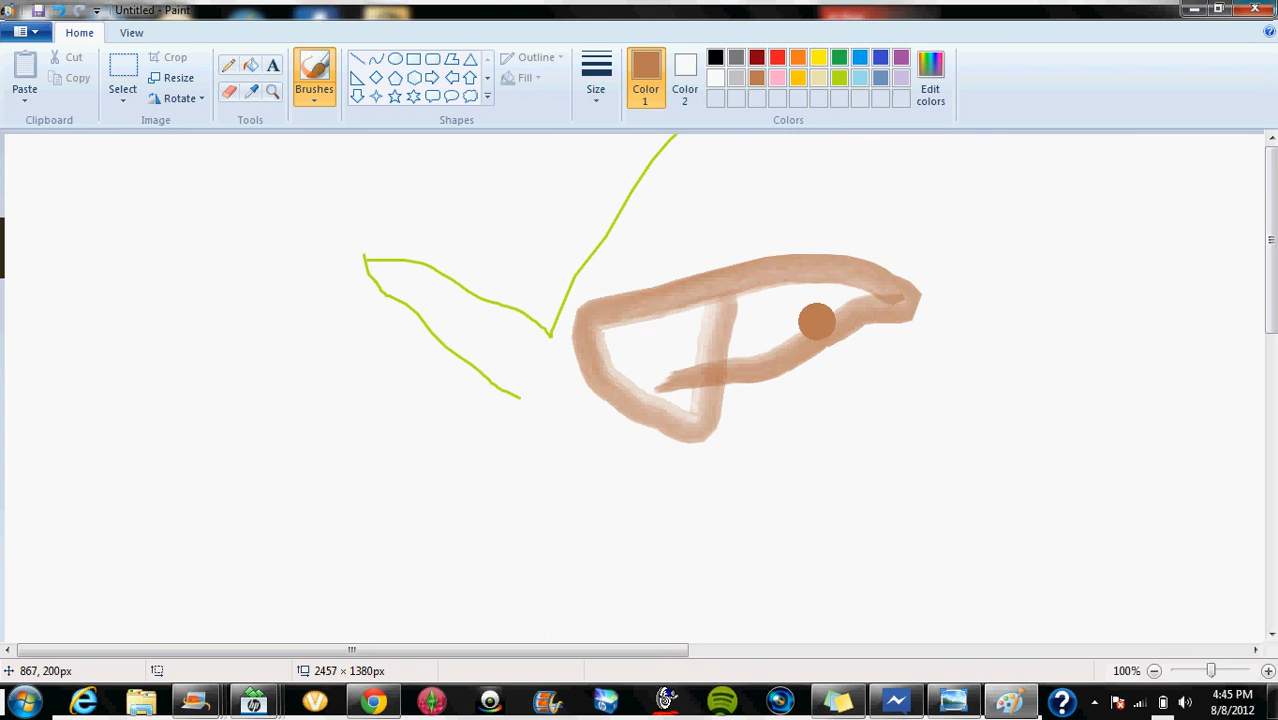 Untitled - Paint
Home View
Paste
Cut
Copy
Clipboard
Select
Crop
Resize
Rotate
Image
A
Tools
Brushes
Shapes
Outline
Fill
Size
Color 1
Color 2
Edit colors
Colors
867, 200px
2457 × 1380px
100%
hp
4:45 PM
8/8/2012